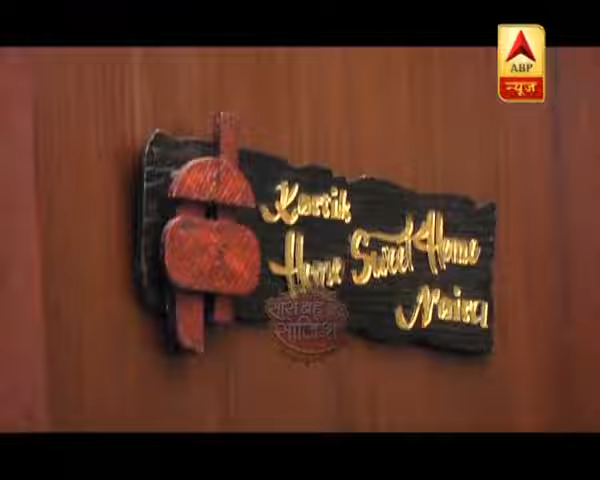 ABP
न्यूज़
Kartik
Home Sweet Home
Naira
सास बहू और
साज़िश